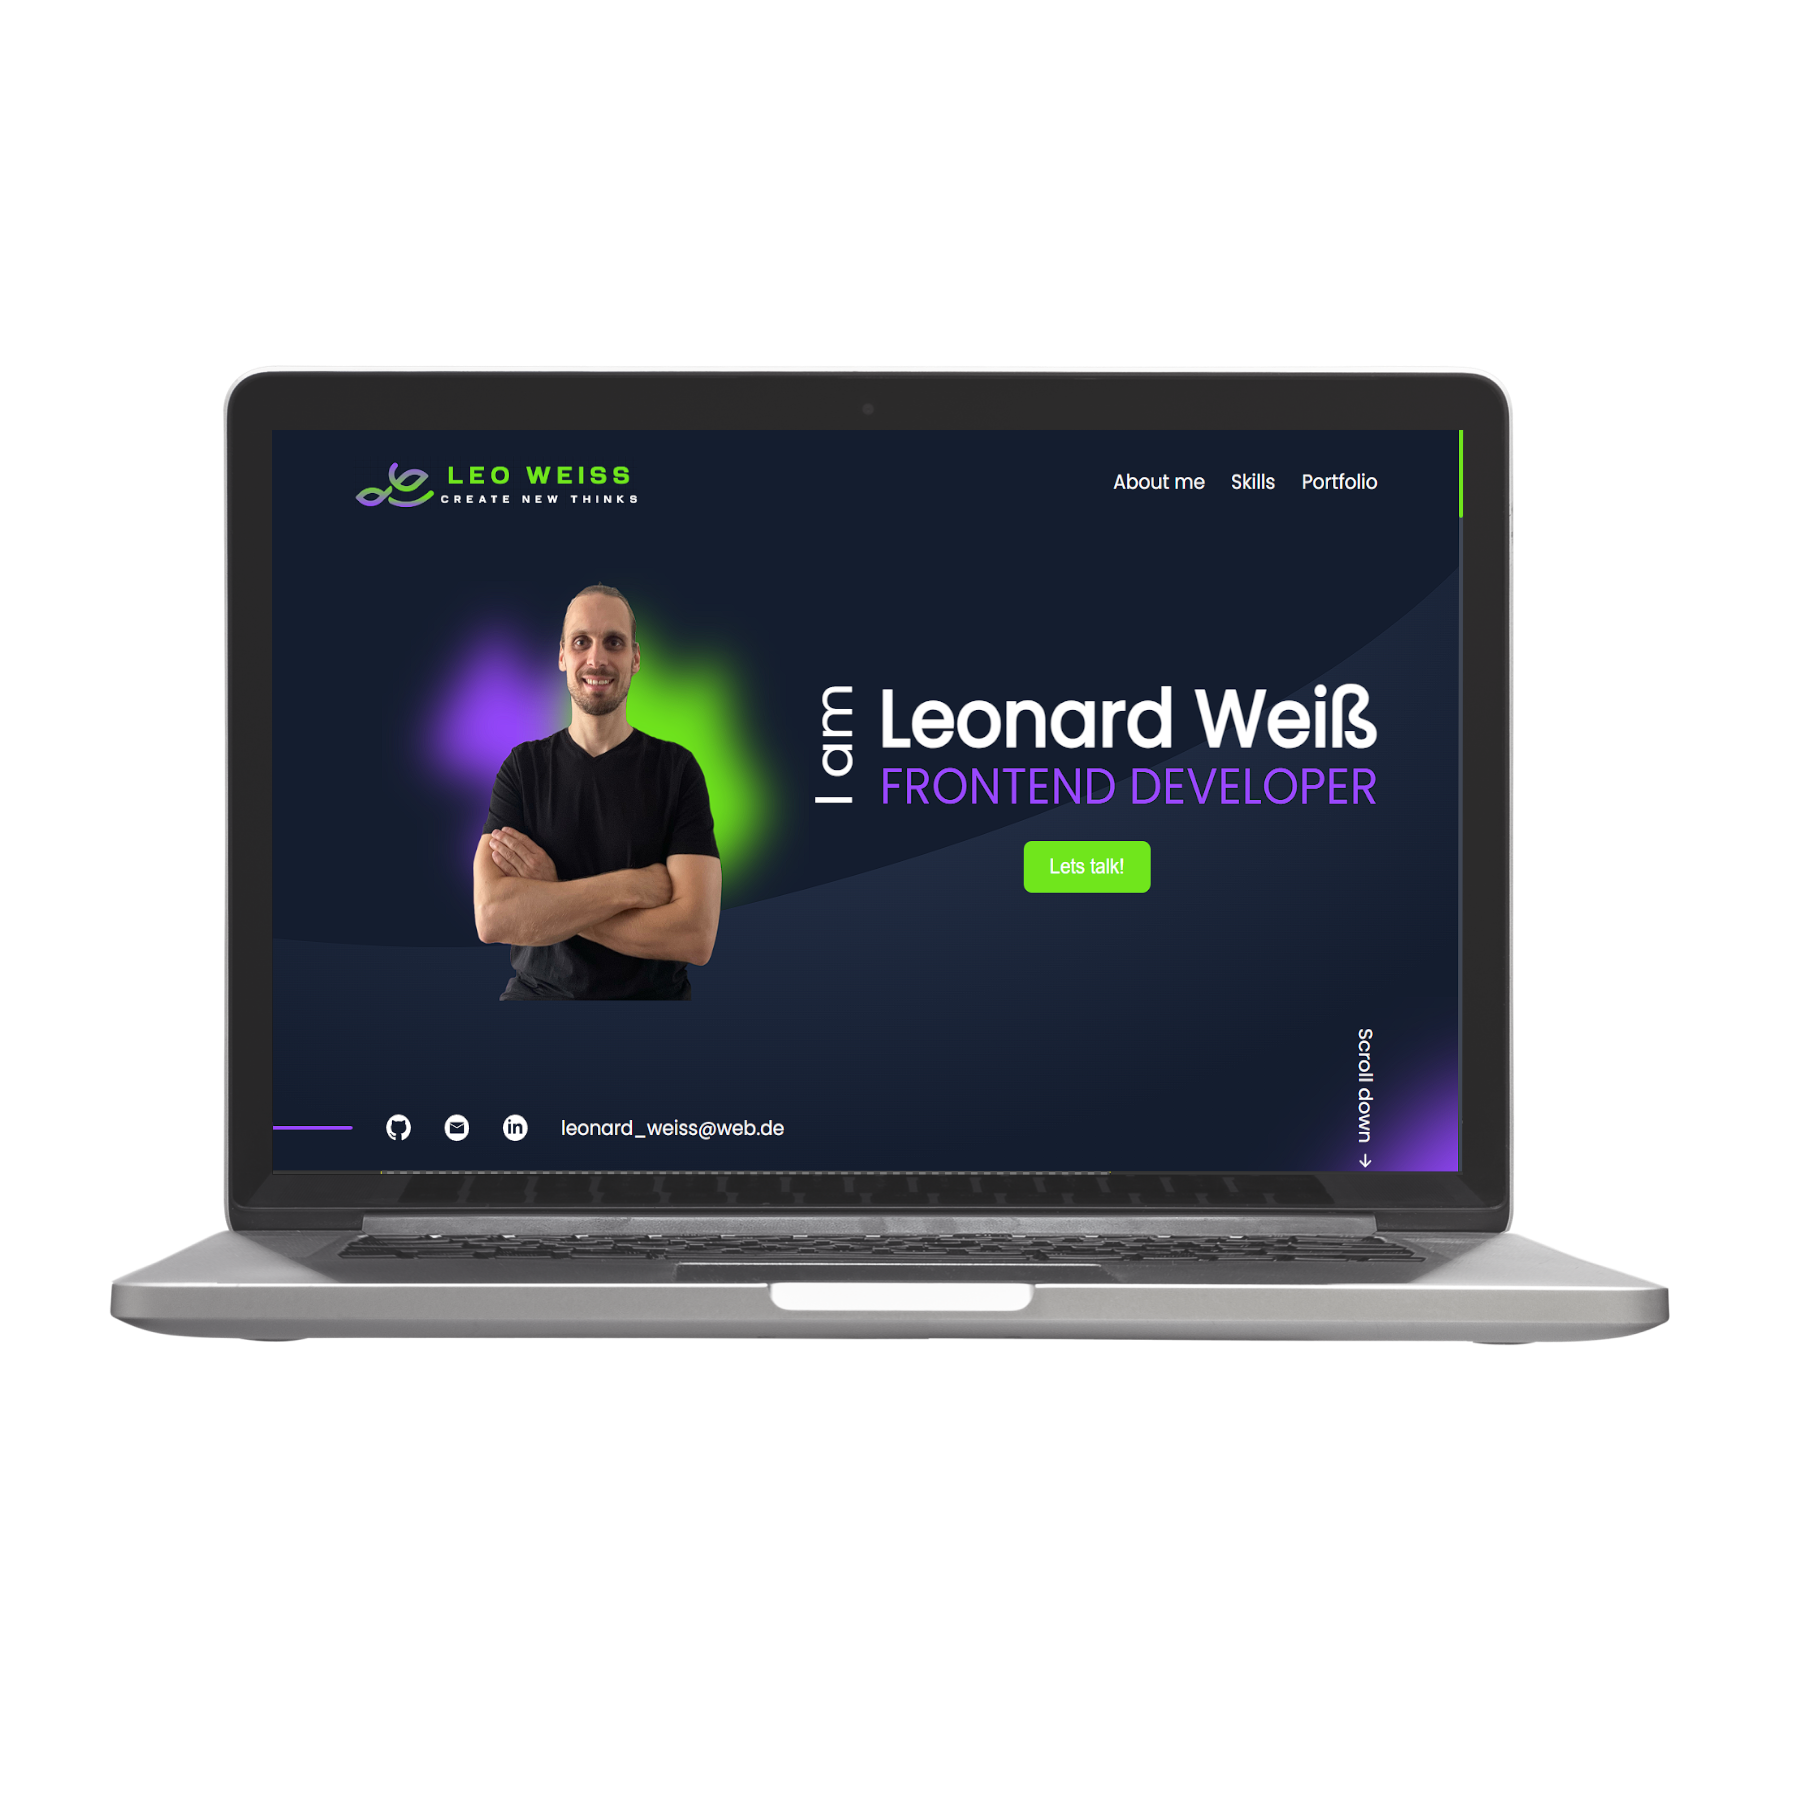 LEO WEISS
CREATE NEW THINKS
About me Skills Portfolio
I am
Leonard Weiß
FRONTEND DEVELOPER
Lets talk!
Scroll down
leonard_weiss@web.de